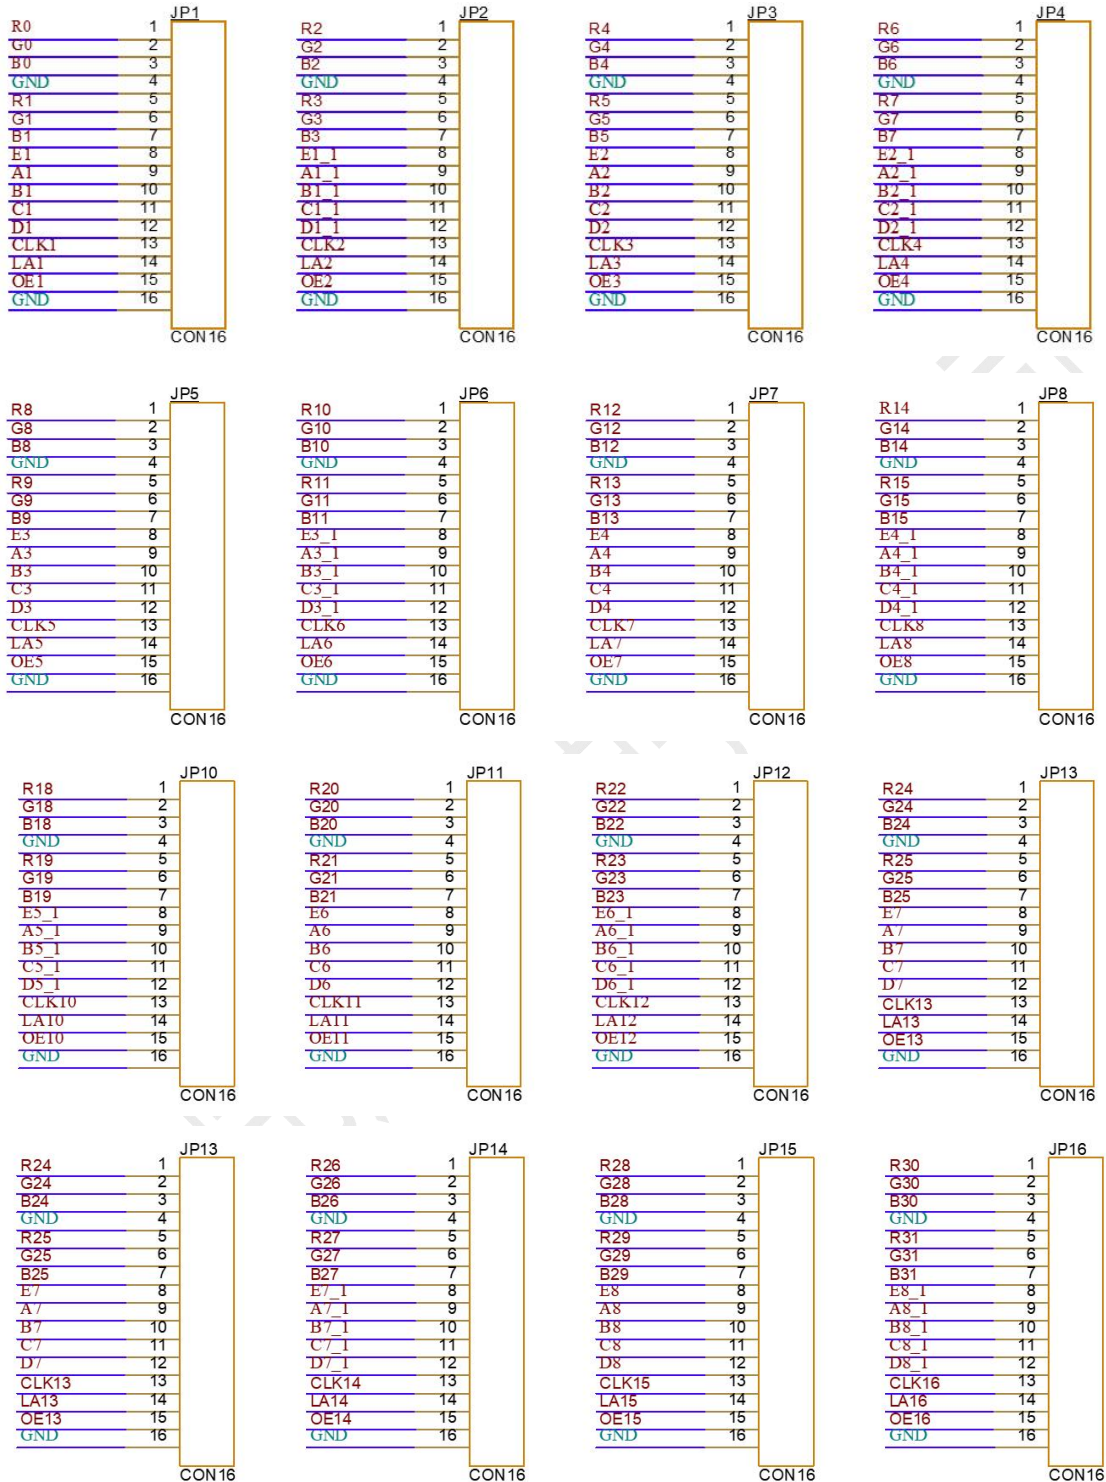 JP1 JP2 JP3 JP4
R0 1 R2 1 R4 1 R6 1
G0 2 G2 2 G4 2 G6 2
B0 3 B2 3 B4 3 B6 3
GND 4 GND 4 GND 4 GND 4
R1 5 R3 5 R5 5 R7 5
G1 6 G3 6 G5 6 G7 6
B1 7 B3 7 B5 7 B7 7
E1 8 E1_1 8 E2 8 E2_1 8
A1 9 A1_1 9 A2 9 A2_1 9
B1 10 B1_1 10 B2 10 B2_1 10
C1 11 C1_1 11 C2 11 C2_1 11
D1 12 D1_1 12 D2 12 D2_1 12
CLK1 13 CLK2 13 CLK3 13 CLK4 13
LA1 14 LA2 14 LA3 14 LA4 14
OE1 15 OE2 15 OE3 15 OE4 15
GND 16 GND 16 GND 16 GND 16
CON16 CON16 CON16 CON16
JP5 JP6 JP7 JP8
R8 1 R10 1 R12 1 R14 1
G8 2 G10 2 G12 2 G14 2
B8 3 B10 3 B12 3 B14 3
GND 4 GND 4 GND 4 GND 4
R9 5 R11 5 R13 5 R15 5
G9 6 G11 6 G13 6 G15 6
B9 7 B11 7 B13 7 B15 7
E3 8 E3_1 8 E4 8 E4_1 8
A3 9 A3_1 9 A4 9 A4_1 9
B3 10 B3_1 10 B4 10 B4_1 10
C3 11 C3_1 11 C4 11 C4_1 11
D3 12 D3_1 12 D4 12 D4_1 12
CLK5 13 CLK6 13 CLK7 13 CLK8 13
LA5 14 LA6 14 LA7 14 LA8 14
OE5 15 OE6 15 OE7 15 OE8 15
GND 16 GND 16 GND 16 GND 16
CON16 CON16 CON16 CON16
JP10 JP11 JP12 JP13
R18 1 R20 1 R22 1 R24 1
G18 2 G20 2 G22 2 G24 2
B18 3 B20 3 B22 3 B24 3
GND 4 GND 4 GND 4 GND 4
R19 5 R21 5 R23 5 R25 5
G19 6 G21 6 G23 6 G25 6
B19 7 B21 7 B23 7 B25 7
E5_1 8 E6 8 E6_1 8 E7 8
A5_1 9 A6 9 A6_1 9 A7 9
B5_1 10 B6 10 B6_1 10 B7 10
C5_1 11 C6 11 C6_1 11 C7 11
D5_1 12 D6 12 D6_1 12 D7 12
CLK10 13 CLK11 13 CLK12 13 CLK13 13
LA10 14 LA11 14 LA12 14 LA13 14
OE10 15 OE11 15 OE12 15 OE13 15
GND 16 GND 16 GND 16 GND 16
CON16 CON16 CON16 CON16
JP13 JP14 JP15 JP16
R24 1 R26 1 R28 1 R30 1
G24 2 G26 2 G28 2 G30 2
B24 3 B26 3 B28 3 B30 3
GND 4 GND 4 GND 4 GND 4
R25 5 R27 5 R29 5 R31 5
G25 6 G27 6 G29 6 G31 6
B25 7 B27 7 B29 7 B31 7
E7 8 E7_1 8 E8 8 E8_1 8
A7 9 A7_1 9 A8 9 A8_1 9
B7 10 B7_1 10 B8 10 B8_1 10
C7 11 C7_1 11 C8 11 C8_1 11
D7 12 D7_1 12 D8 12 D8_1 12
CLK13 13 CLK14 13 CLK15 13 CLK16 13
LA13 14 LA14 14 LA15 14 LA16 14
OE13 15 OE14 15 OE15 15 OE16 15
GND 16 GND 16 GND 16 GND 16
CON16 CON16 CON16 CON16